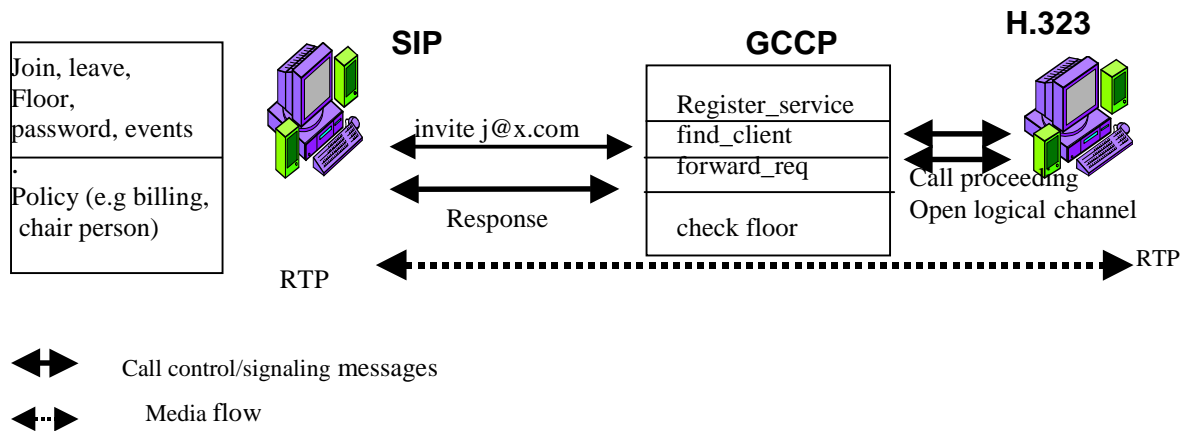 H.323
SIP
GCCP
Join, leave,
Floor,
password, events
.
Policy (e.g billing,
chair person)
invite j@x.com
Response
Register_service
find_client
forward_req
check floor
Call proceeding
Open logical channel
RTP
RTP
Call control/signaling messages
Media flow